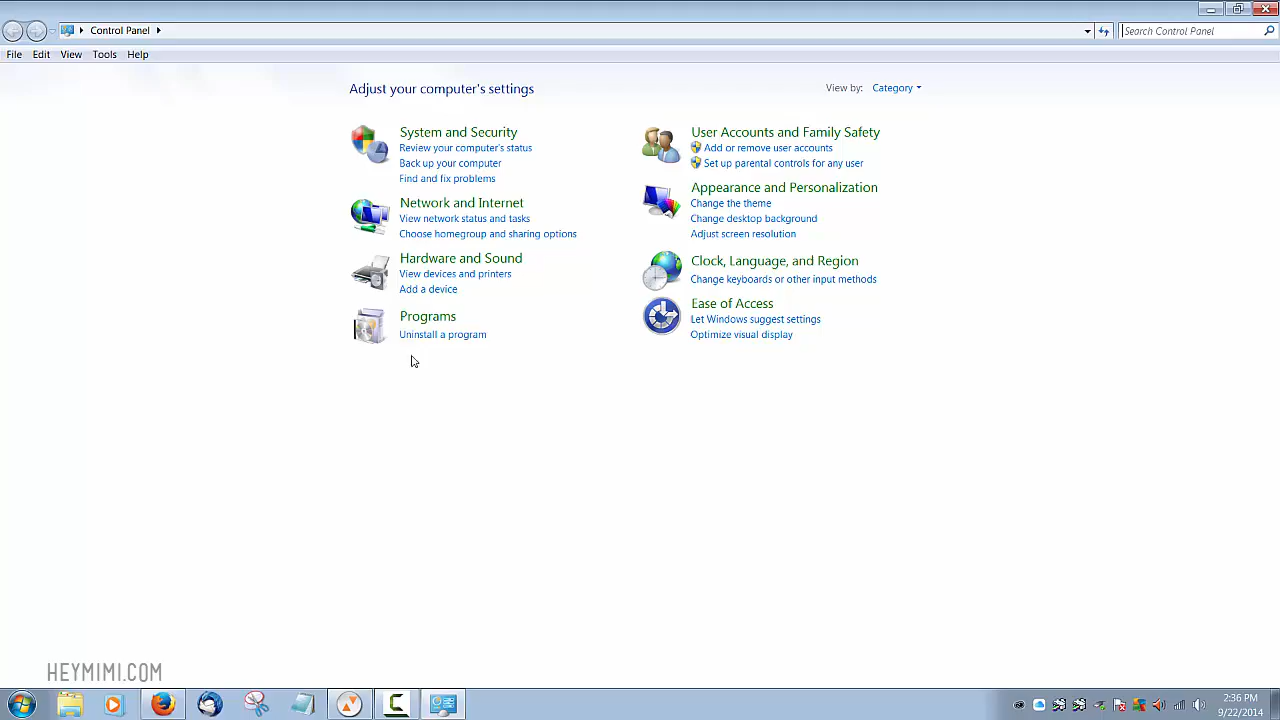 Control Panel
Search Control Panel
File Edit View Tools Help
Adjust your computer's settings
View by: Category
System and Security
Review your computer's status
Back up your computer
Find and fix problems
Network and Internet
View network status and tasks
Choose homegroup and sharing options
Hardware and Sound
View devices and printers
Add a device
Programs
Uninstall a program
User Accounts and Family Safety
Add or remove user accounts
Set up parental controls for any user
Appearance and Personalization
Change the theme
Change desktop background
Adjust screen resolution
Clock, Language, and Region
Change keyboards or other input methods
Ease of Access
Let Windows suggest settings
Optimize visual display
HEYMIMI.COM
2:36 PM
9/22/2014